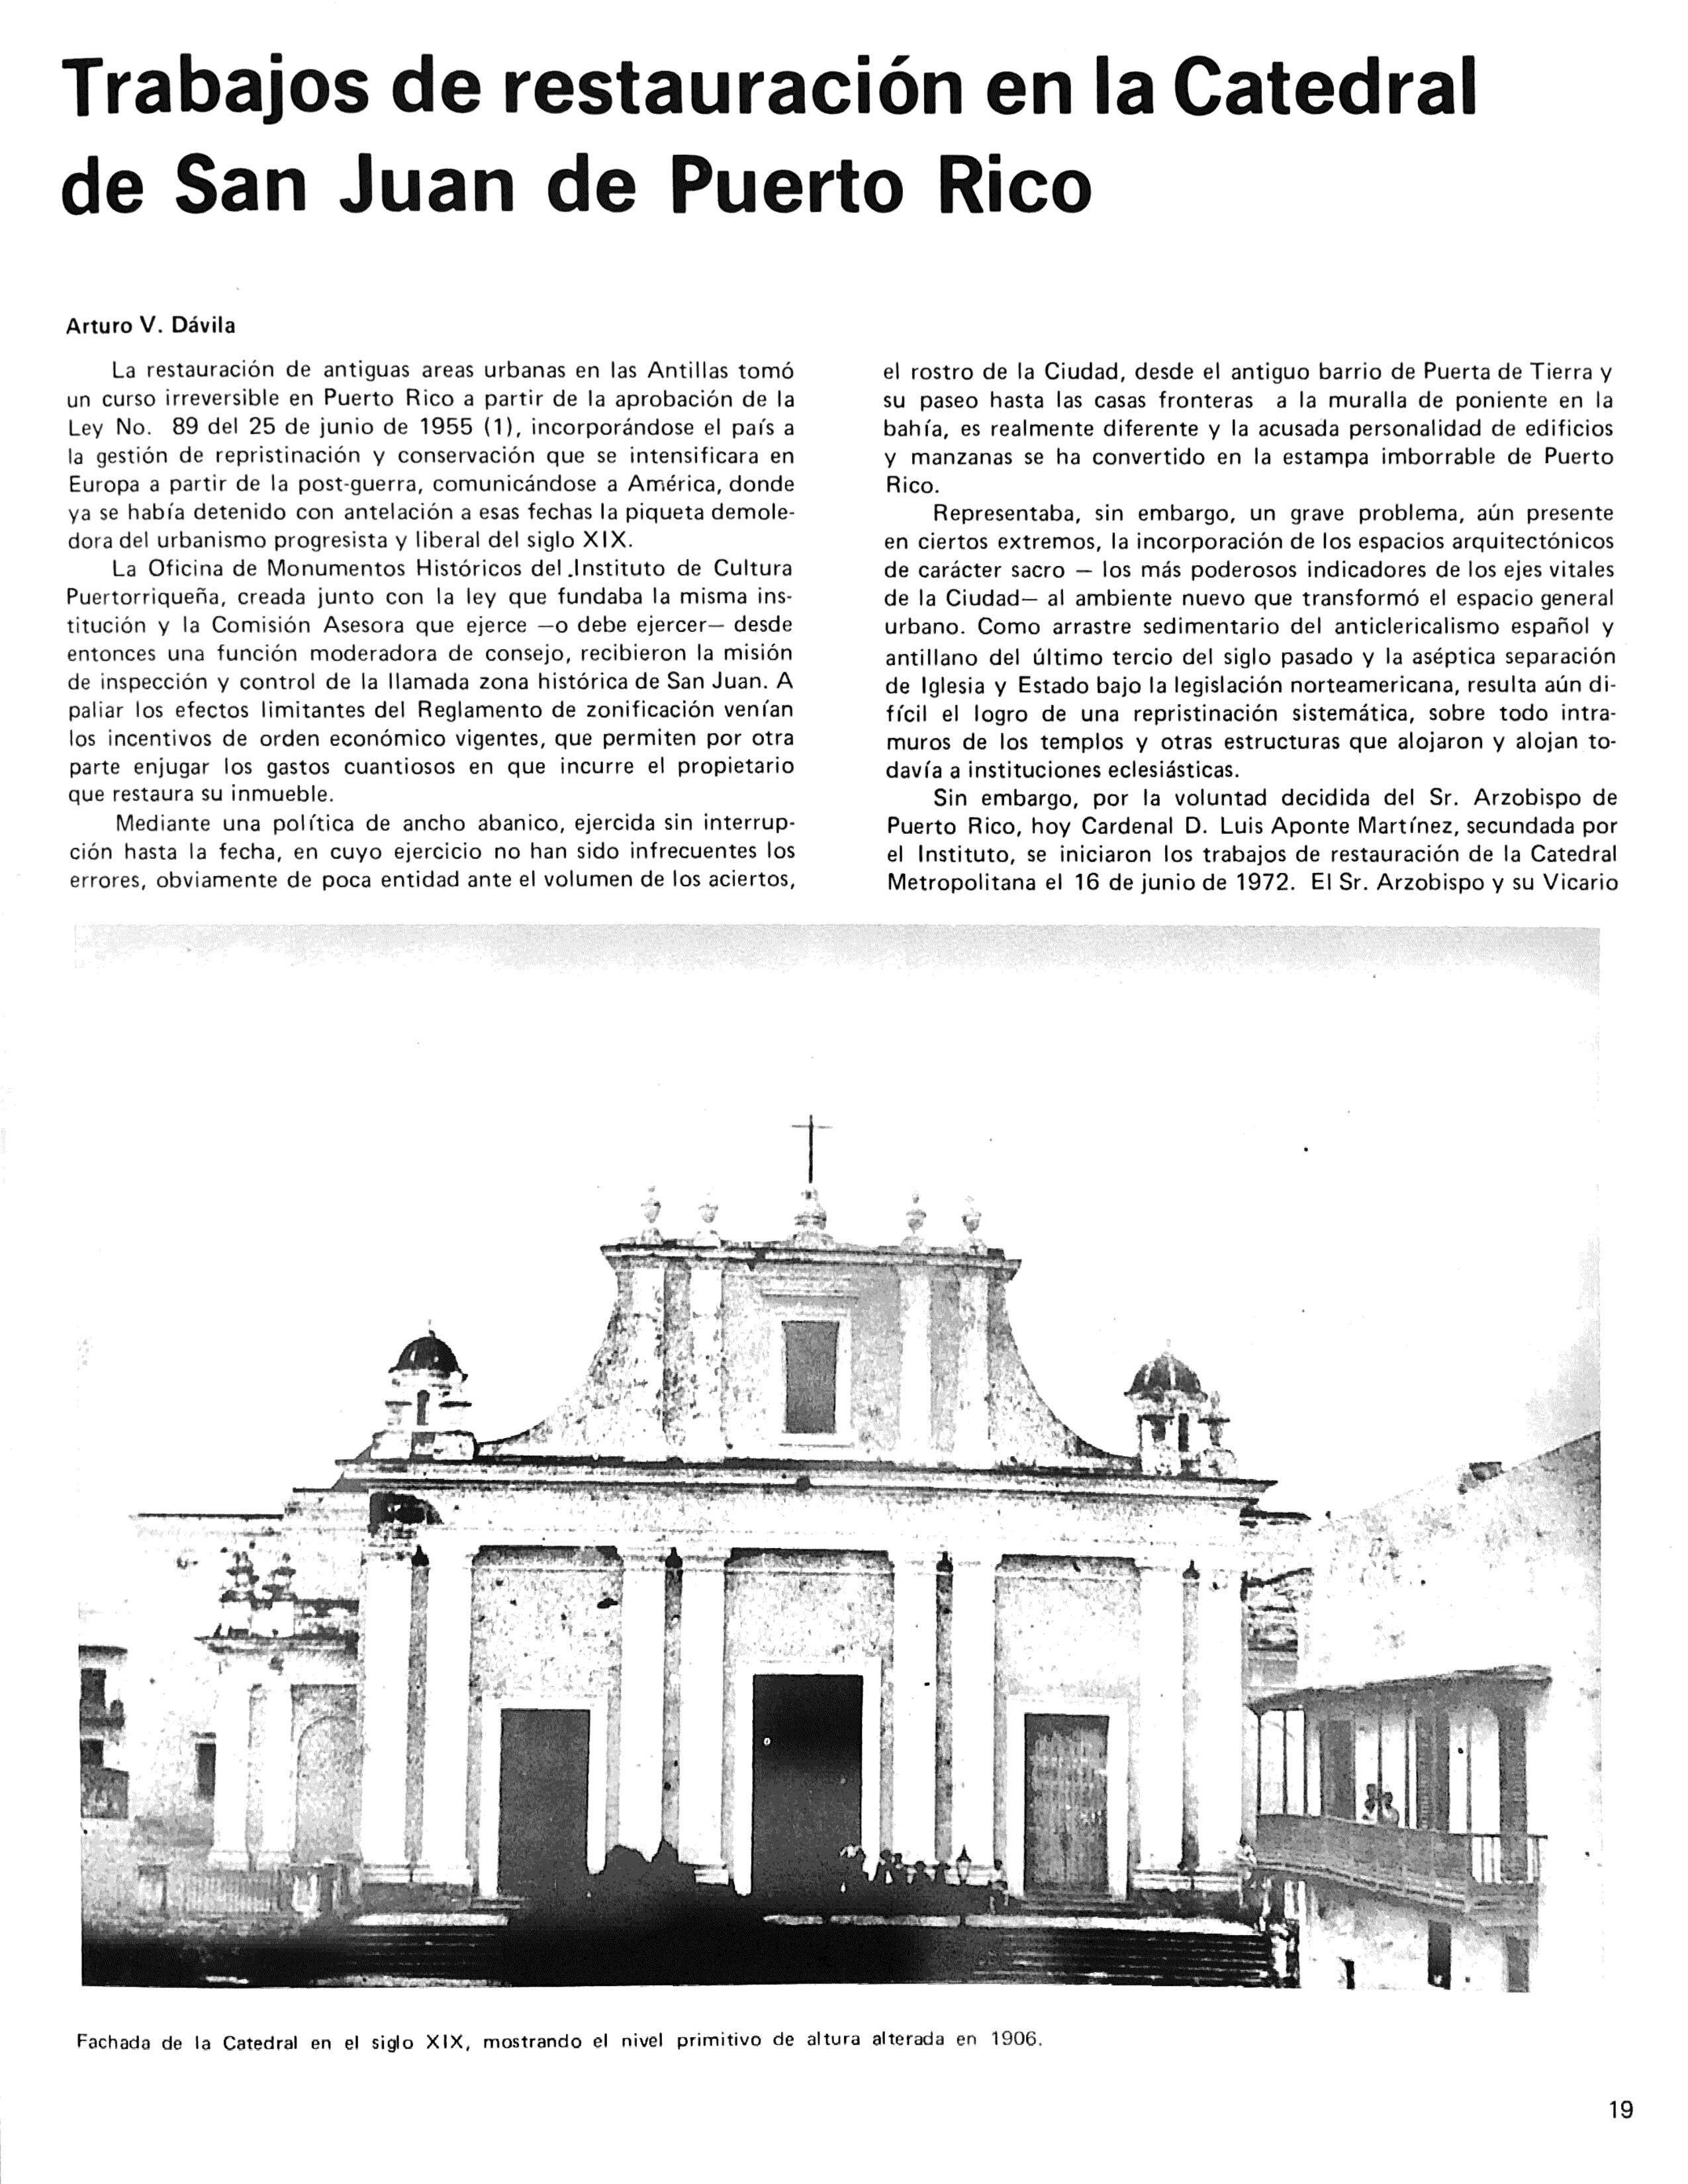 Trabajos de restauración en la Catedral
de San Juan de Puerto Rico
Arturo V. Dávila
La restauración de antiguas areas urbanas en las Antillas tomó
un curso irreversible en Puerto Rico a partir de la aprobación de la
Ley No. 89 del 25 de junio de 1955 (1), incorporándose el país a
la gestión de repristinación y conservación que se intensificara en
Europa a partir de la post-guerra, comunicándose a América, donde
ya se había detenido con antelación a esas fechas la piqueta demole-
dora del urbanismo progresista y liberal del siglo XIX.
La Oficina de Monumentos Históricos del .Instituto de Cultura
Puertorriqueña, creada junto con la ley que fundaba la misma ins-
titución y la Comisión Asesora que ejerce —o debe ejercer— desde
entonces una función moderadora de consejo, recibieron la misión
de inspección y control de la llamada zona histórica de San Juan. A
paliar los efectos limitantes del Reglamento de zonificación venían
los incentivos de orden económico vigentes, que permiten por otra
parte enjugar los gastos cuantiosos en que incurre el propietario
que restaura su inmueble.
Mediante una política de ancho abanico, ejercida sin interrup-
ción hasta la fecha, en cuyo ejercicio no han sido infrecuentes los
errores, obviamente de poca entidad ante el volumen de los aciertos,
el rostro de la Ciudad, desde el antiguo barrio de Puerta de Tierra y
su paseo hasta las casas fronteras a la muralla de poniente en la
bahía, es realmente diferente y la acusada personalidad de edificios
y manzanas se ha convertido en la estampa imborrable de Puerto
Rico.
Representaba, sin embargo, un grave problema, aún presente
en ciertos extremos, la incorporación de los espacios arquitectónicos
de carácter sacro — los más poderosos indicadores de los ejes vitales
de la Ciudad— al ambiente nuevo que transformó el espacio general
urbano. Como arrastre sedimentario del anticlericalismo español y
antillano del último tercio del siglo pasado y la aséptica separación
de Iglesia y Estado bajo la legislación norteamericana, resulta aún di-
fícil el logro de una repristinación sistemática, sobre todo intra-
muros de los templos y otras estructuras que alojaron y alojan to-
davía a instituciones eclesiásticas.
Sin embargo, por la voluntad decidida del Sr. Arzobispo de
Puerto Rico, hoy Cardenal D. Luis Aponte Martínez, secundada por
el Instituto, se iniciaron los trabajos de restauración de la Catedral
Metropolitana el 16 de junio de 1972. El Sr. Arzobispo y su Vicario
Fachada de la Catedral en el siglo XIX, mostrando el nivel primitivo de altura alterada en 1906.
19